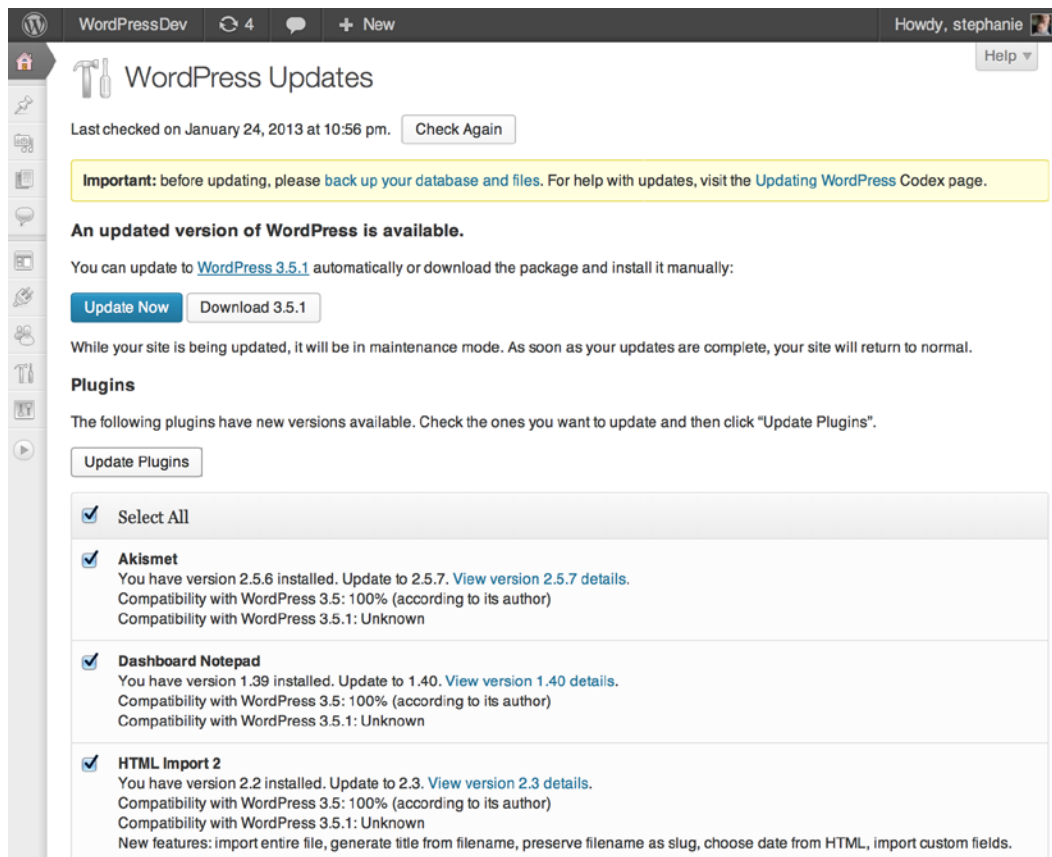 WordPressDev 4 + New Howdy, stephanie
Help
WordPress Updates
Last checked on January 24, 2013 at 10:56 pm. Check Again
Important: before updating, please back up your database and files. For help with updates, visit the Updating WordPress Codex page.
An updated version of WordPress is available.
You can update to WordPress 3.5.1 automatically or download the package and install it manually:
Update Now Download 3.5.1
While your site is being updated, it will be in maintenance mode. As soon as your updates are complete, your site will return to normal.
Plugins
The following plugins have new versions available. Check the ones you want to update and then click “Update Plugins”.
Update Plugins
Select All
Akismet
You have version 2.5.6 installed. Update to 2.5.7. View version 2.5.7 details.
Compatibility with WordPress 3.5: 100% (according to its author)
Compatibility with WordPress 3.5.1: Unknown
Dashboard Notepad
You have version 1.39 installed. Update to 1.40. View version 1.40 details.
Compatibility with WordPress 3.5: 100% (according to its author)
Compatibility with WordPress 3.5.1: Unknown
HTML Import 2
You have version 2.2 installed. Update to 2.3. View version 2.3 details.
Compatibility with WordPress 3.5: 100% (according to its author)
Compatibility with WordPress 3.5.1: Unknown
New features: import entire file, generate title from filename, preserve filename as slug, choose date from HTML, import custom fields.